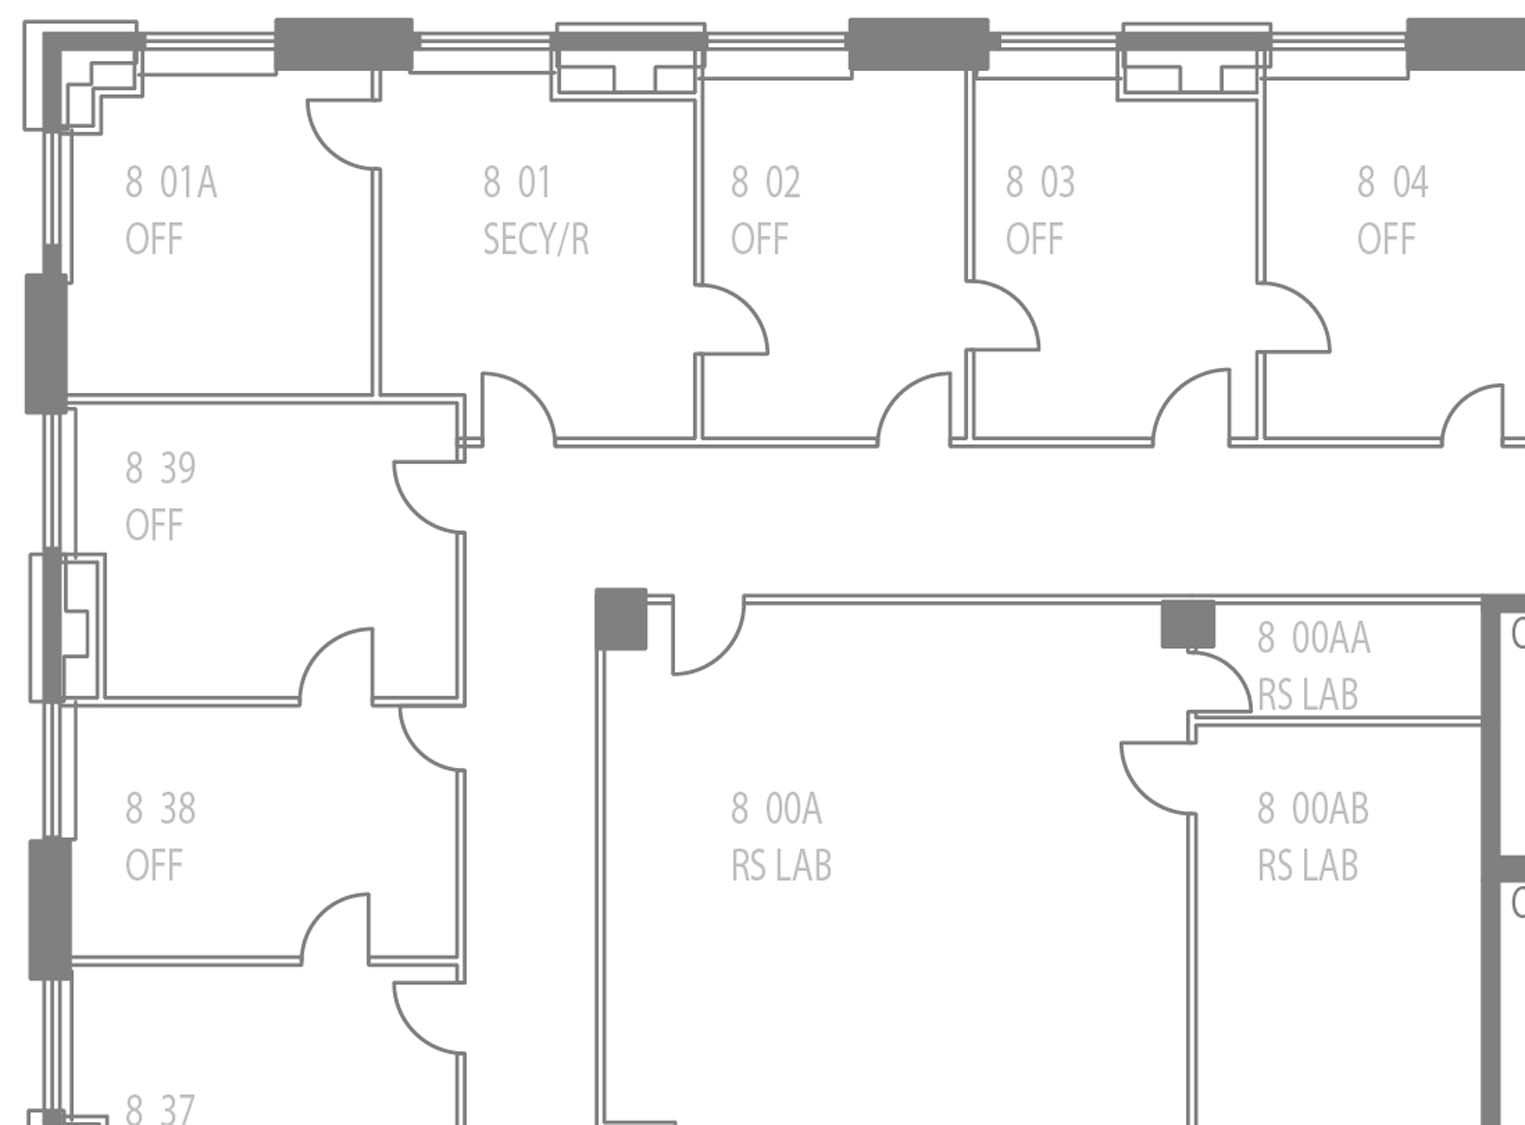 8 01A
OFF
8 01
SECY/R
8 02
OFF
8 03
OFF
8 04
OFF
8 39
OFF
8 00AA
RS LAB
8 38
OFF
8 00A
RS LAB
8 00AB
RS LAB
8 37